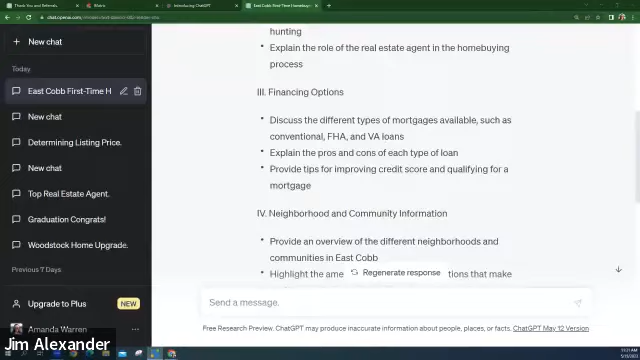 Thank You and Referrals
Introducing ChatGPT
East Cobb First-Time Homebuye
New chat
hunting
Explain the role of the real estate agent in the homebuying
process
Today
East Cobb First-Time H
New chat
Determining Listing Price.
New chat
Top Real Estate Agent.
Graduation Congrats!
Woodstock Home Upgrade.
Previous 7 Days
III. Financing Options
Discuss the different types of mortgages available, such as
conventional, FHA, and VA loans
Explain the pros and cons of each type of loan
Provide tips for improving credit score and qualifying for a
mortgage
IV. Neighborhood and Community Information
Provide an overview of the different neighborhoods and
communities in East Cobb
Highlight the ame
Regenerate response
tions that make
Send a message.
Upgrade to Plus
NEW
Amanda Warren
Free Research Preview. ChatGPT may produce inaccurate information about people, places, or facts. ChatGPT May 12 Version
Jim Alexander